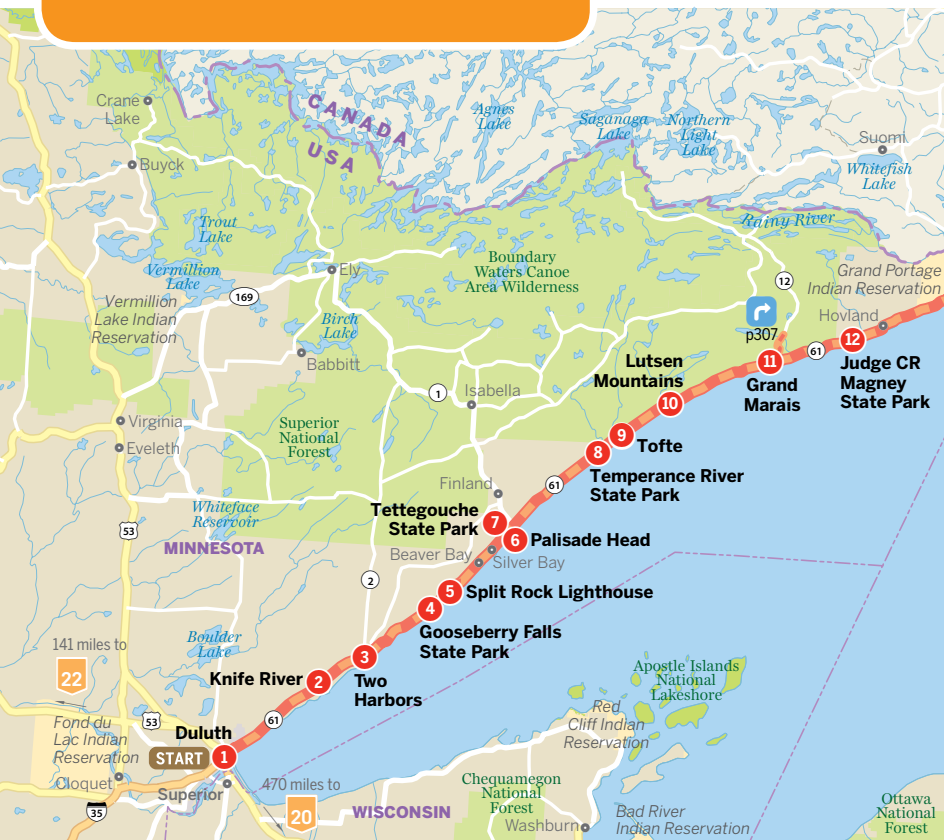 CANADA
USA
Crane
Lake
Buyck
Agnes
Lake
Saganaga
Lake
Northern
Light
Lake
Suomi
Whitefish
Lake
Trout
Lake
Rainy River
Vermillion
Lake
Ely
Boundary
Waters Canoe
Area Wilderness
12
Grand Portage
Indian Reservation
169
Vermillion
Lake Indian
Reservation
Birch
Lake
p307
Hovland
Babbitt
Lutsen
Mountains
61
12
Judge CR
Magney
State Park
11
Grand
Marais
1
Isabella
10
Virginia
Eveleth
Superior
National
Forest
9
Tofte
8
Temperance River
State Park
Finland
61
Whiteface
Reservoir
53
MINNESOTA
Tettegouche
State Park
7
6
Palisade Head
Beaver Bay
Silver Bay
2
5
Split Rock Lighthouse
4
Gooseberry Falls
State Park
141 miles to
22
Boulder
Lake
3
Two
Harbors
Knife River
2
Apostle Islands
National
Lakeshore
Red
Cliff Indian
Reservation
61
53
Fond du
Lac Indian
Reservation
Duluth
START
1
Cloquet
Superior
470 miles to
20
35
WISCONSIN
Chequamegon
National
Forest
Washburn
Bad River
Indian Reservation
Ottawa
National
Forest